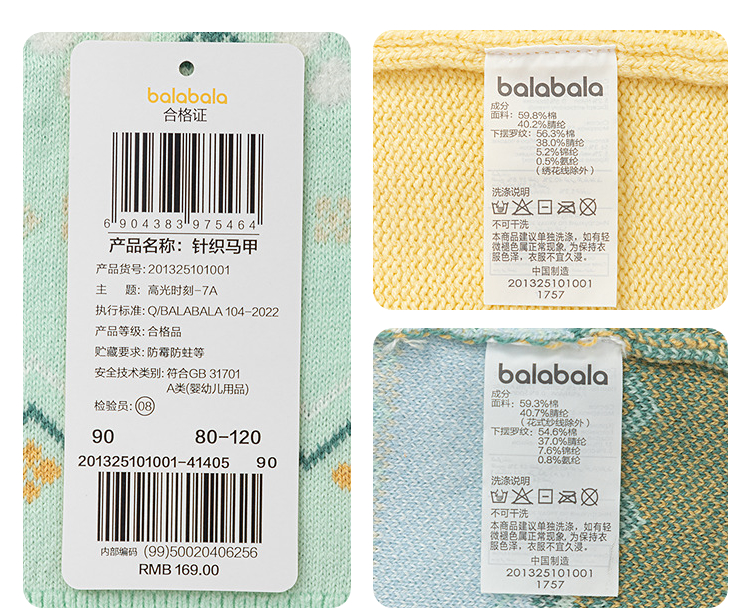 balabala
合格证
6 904383 975464
产品名称：针织马甲
产品货号：201325101001
主 题：高光时刻-7A
执行标准：Q/BALABALA 104-2022
产品等级：合格品
贮藏要求：防霉防蛀等
安全技术类别：符合GB 31701
A类(婴幼儿用品)
检验员：08
90 80-120
201325101001-41405 90
内部编码 (99)50020406256
RMB 169.00
balabala
成分
面料：59.8%棉
40.2%腈纶
下摆罗纹：56.3%棉
38.0%腈纶
5.2%锦纶
0.5%氨纶
（绣花线除外）
洗涤说明
不可干洗
本商品建议单独洗涤，如有轻
微褪色属正常现象，为保持衣
服色泽，衣服不宜久浸。
中国制造
201325101001
1757
balabala
成分
面料：59.3%棉
40.7%腈纶
（花式纱线除外）
下摆罗纹：54.6%棉
37.0%腈纶
7.6%锦纶
0.8%氨纶
洗涤说明
不可干洗
本商品建议单独洗涤，如有轻
微褪色属正常现象，为保持衣
服色泽，衣服不宜久浸。
中国制造
201325101001
1757